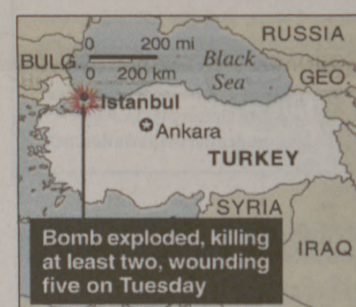 RUSSIA
0 200 mi
BULG.
0 200 km
Black
Sea
GEO.
Istanbul
Ankara
TURKEY
SYRIA
IRAQ
Bomb exploded, killing
at least two, wounding
five on Tuesday